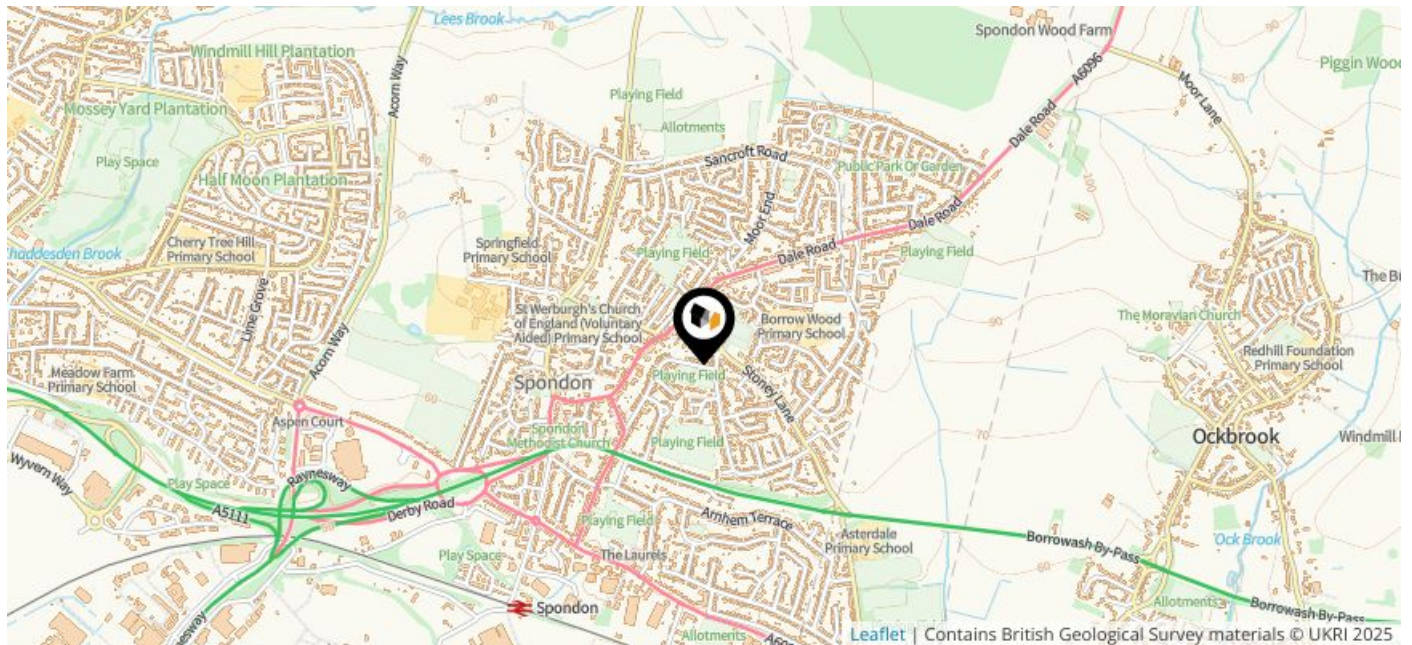 Lees Brook
Spondon Wood Farm
Windmill Hill Plantation
A6096
Piggin Wood
Acorn Way
Moor Lane
Playing Field
Mossey Yard Plantation
Dale Road
Allotments
Play Space
Sancroft Road
Public Park Or Garden
Half Moon Plantation
Moor End
Dale Road
Cherry Tree Hill
Primary School
Springfield
Primary School
Playing Field
Dale Road
Playing Field
Chaddesden Brook
Lime Grove
St Werburgh's Church
of England (Voluntary
Aided) Primary School
Borrow Wood
Primary School
The Moravian Church
Acorn Way
Redhill Foundation
Primary School
Meadow Farm
Primary School
Spondon
Playing Field
Stoney Lane
Aspen Court
Spondon
Methodist Church
Playing Field
Ockbrook
Wyvern Way
Play Space
Raynesway
A5111
Derby Road
Playing Field
Arnhem Terrace
Asterdale
Primary School
Borrowash By-Pass
Ock Brook
Play Space
The Laurels
Spondon
Allotments
Borrowash By-Pass
Allotments
Leaflet | Contains British Geological Survey materials © UKRI 2025